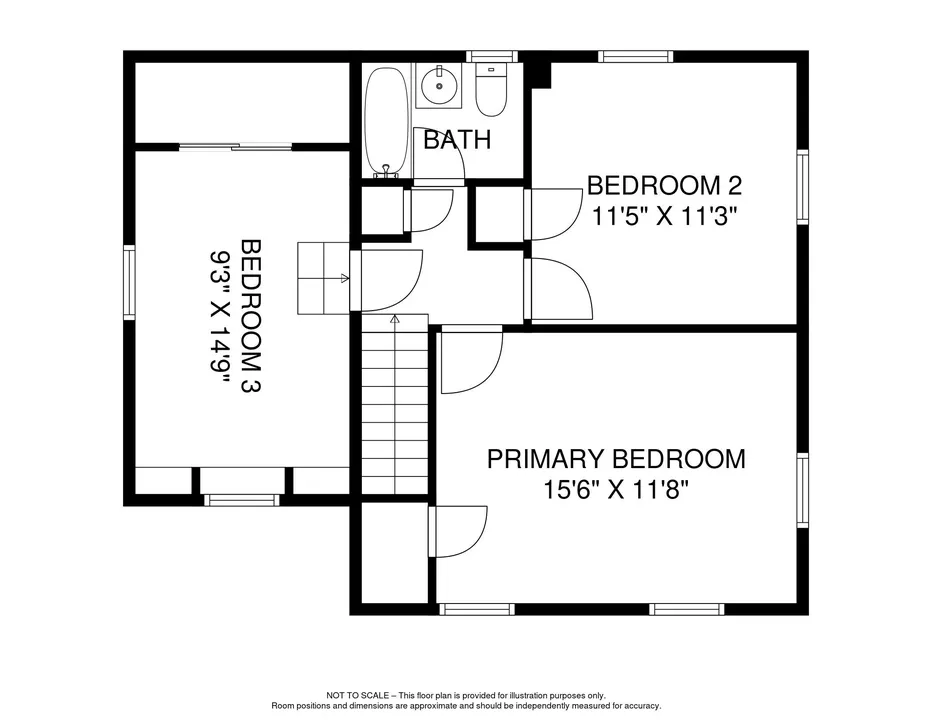 BATH
BEDROOM 2
11'5" X 11'3"
BEDROOM 3
9'3" X 14'9"
PRIMARY BEDROOM
15'6" X 11'8"
NOT TO SCALE – This floor plan is provided for illustration purposes only.
Room positions and dimensions are approximate and should be independently measured for accuracy.